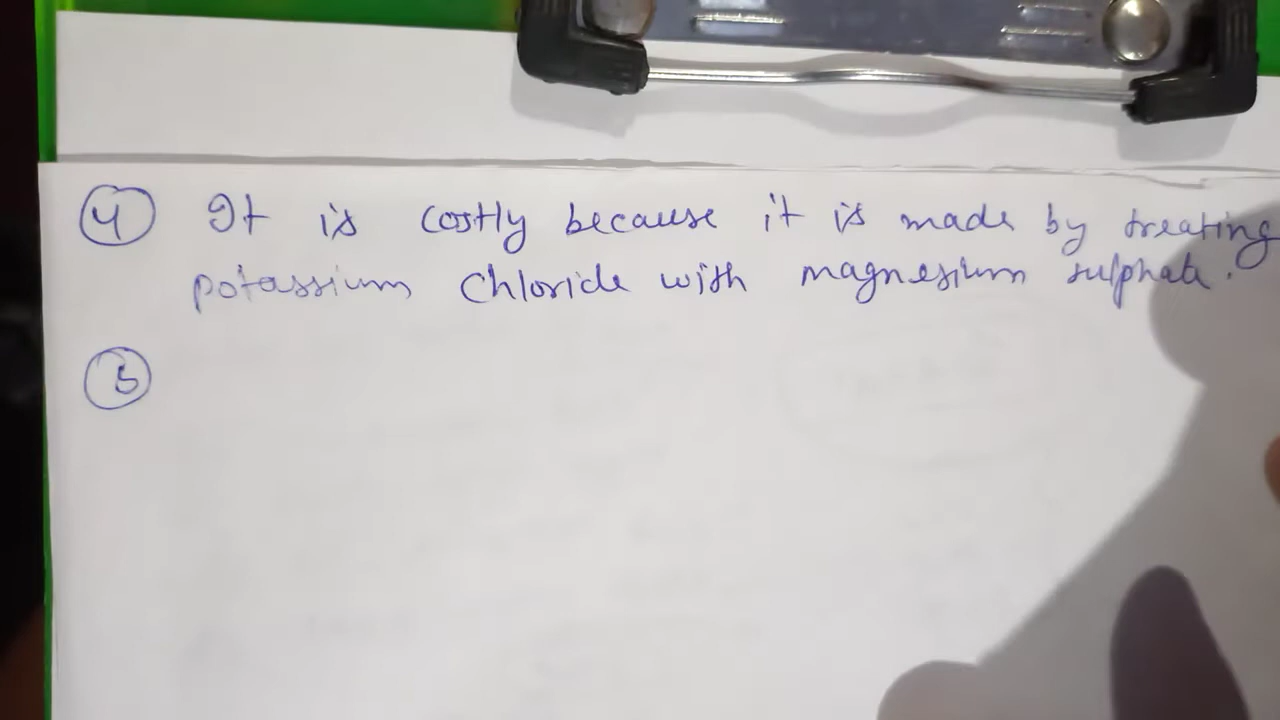 4 It is costly because it is made by treating
potassium chloride with magnesium sulphate.
5